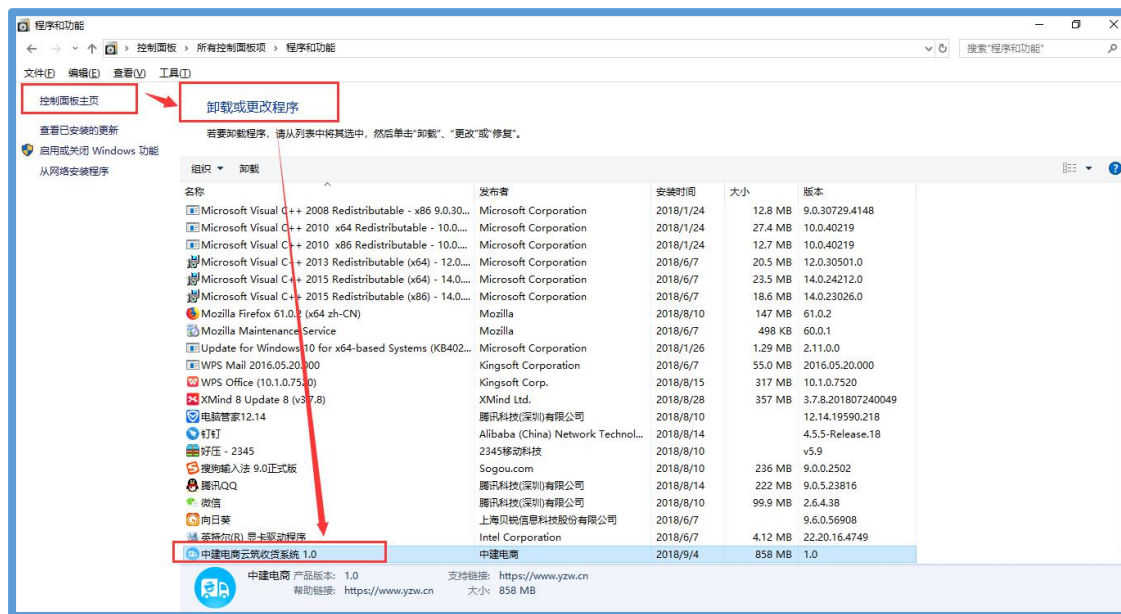 程序和功能
控制面板 › 所有控制面板项 › 程序和功能 搜索"程序和功能"
文件(F) 编辑(E) 查看(V) 工具(T)
控制面板主页
查看已安装的更新
启用或关闭 Windows 功能
从网络安装程序
卸载或更改程序
若要卸载程序，请从列表中将其选中，然后单击"卸载"、"更改"或"修复"。
组织 卸载
名称 发布者 安装时间 大小 版本
Microsoft Visual C++ 2008 Redistributable - x86 9.0.30... Microsoft Corporation 2018/1/24 12.8 MB 9.0.30729.4148
Microsoft Visual C++ 2010 x64 Redistributable - 10.0.... Microsoft Corporation 2018/1/24 27.4 MB 10.0.40219
Microsoft Visual C++ 2010 x86 Redistributable - 10.0.... Microsoft Corporation 2018/1/24 12.7 MB 10.0.40219
Microsoft Visual C++ 2013 Redistributable (x64) - 12.0.... Microsoft Corporation 2018/6/7 20.5 MB 12.0.30501.0
Microsoft Visual C++ 2015 Redistributable (x64) - 14.0.... Microsoft Corporation 2018/6/7 23.5 MB 14.0.24212.0
Microsoft Visual C++ 2015 Redistributable (x86) - 14.0.... Microsoft Corporation 2018/6/7 18.6 MB 14.0.23026.0
Mozilla Firefox 61.0.2 (x64 zh-CN) Mozilla 2018/8/10 147 MB 61.0.2
Mozilla Maintenance Service Mozilla 2018/6/7 498 KB 60.0.1
Update for Windows 10 for x64-based Systems (KB402... Microsoft Corporation 2018/1/26 1.29 MB 2.11.0.0
WPS Mail 2016.05.20.000 Kingsoft Corporation 2018/6/7 55.0 MB 2016.05.20.000
WPS Office (10.1.0.7520) Kingsoft Corp. 2018/8/15 317 MB 10.1.0.7520
XMind 8 Update 8 (v3.7.8) XMind Ltd. 2018/8/28 357 MB 3.7.8.201807240049
电脑管家12.14 腾讯科技(深圳)有限公司 2018/8/10 12.14.19590.218
钉钉 Alibaba (China) Network Technol... 2018/8/14 4.5.5-Release.18
好压 - 2345 2345移动科技 2018/8/10 v5.9
搜狗输入法 9.0正式版 Sogou.com 2018/8/10 236 MB 9.0.0.2502
腾讯QQ 腾讯科技(深圳)有限公司 2018/8/14 222 MB 9.0.5.23816
微信 腾讯科技(深圳)有限公司 2018/8/10 99.9 MB 2.6.4.38
向日葵 上海贝锐信息科技股份有限公司 2018/6/7 9.6.0.56908
英特尔(R) 显卡驱动程序 Intel Corporation 2018/6/7 4.12 MB 22.20.16.4749
中建电商云筑收货系统 1.0 中建电商 2018/9/4 858 MB 1.0
中建电商 产品版本: 1.0 支持链接: https://www.yzw.cn
帮助链接: https://www.yzw.cn 大小: 858 MB